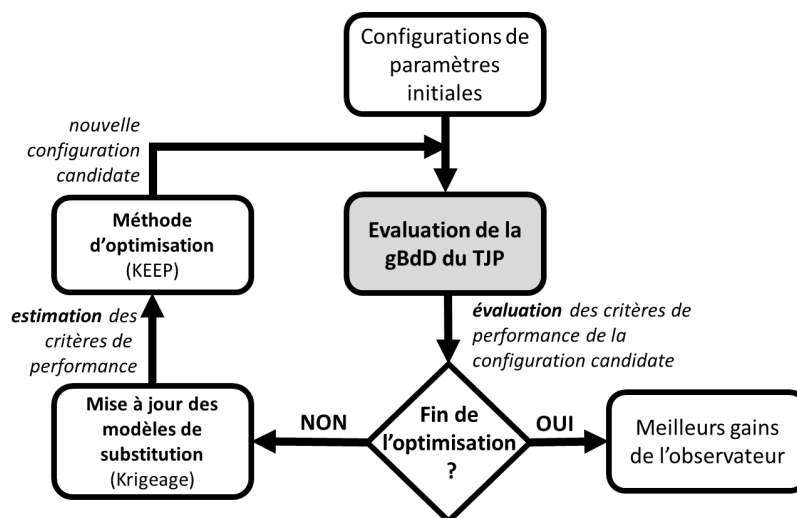 Configurations de
paramètres
initiales
nouvelle
configuration
candidate
Méthode
d'optimisation
(KEEP)
Evaluation de la
gBdD du TJP
estimation des
critères de
performance
évaluation des critères de
performance de la
configuration candidate
Mise à jour des
modèles de
substitution
(Krigeage)
NON
Fin de
l'optimisation
?
OUI
Meilleurs gains
de l'observateur